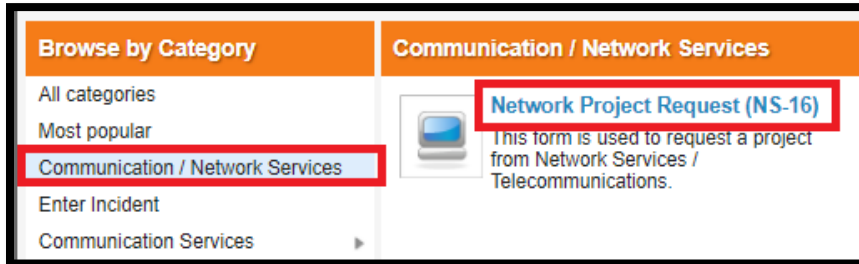 Browse by Category
All categories
Most popular
Communication / Network Services
Enter Incident
Communication Services
Communication / Network Services
Network Project Request (NS-16)
This form is used to request a project
from Network Services /
Telecommunications.